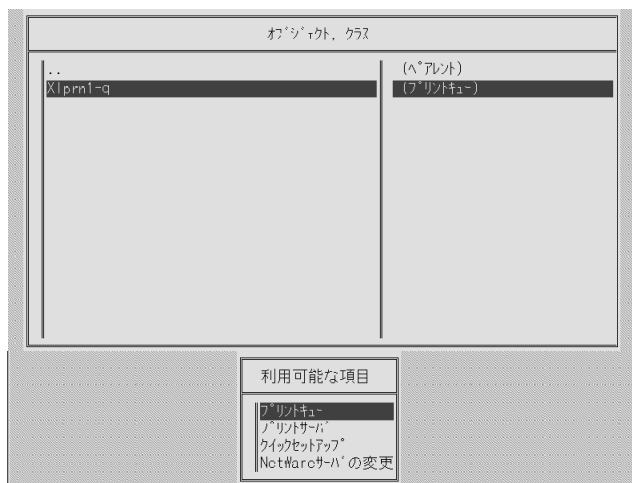 ｵﾌﾞｼﾞｪｸﾄ, ｸﾗｽ
.. (ﾍﾟｱﾚﾝﾄ)
Xlprn1-q (ﾌﾟﾘﾝﾄｷｭｰ)
利用可能な項目
ﾌﾟﾘﾝﾄｷｭｰ
ﾌﾟﾘﾝﾄｻｰﾊﾞ
ｸｲｯｸｾｯﾄｱｯﾌﾟ
NetWareｻｰﾊﾞの変更